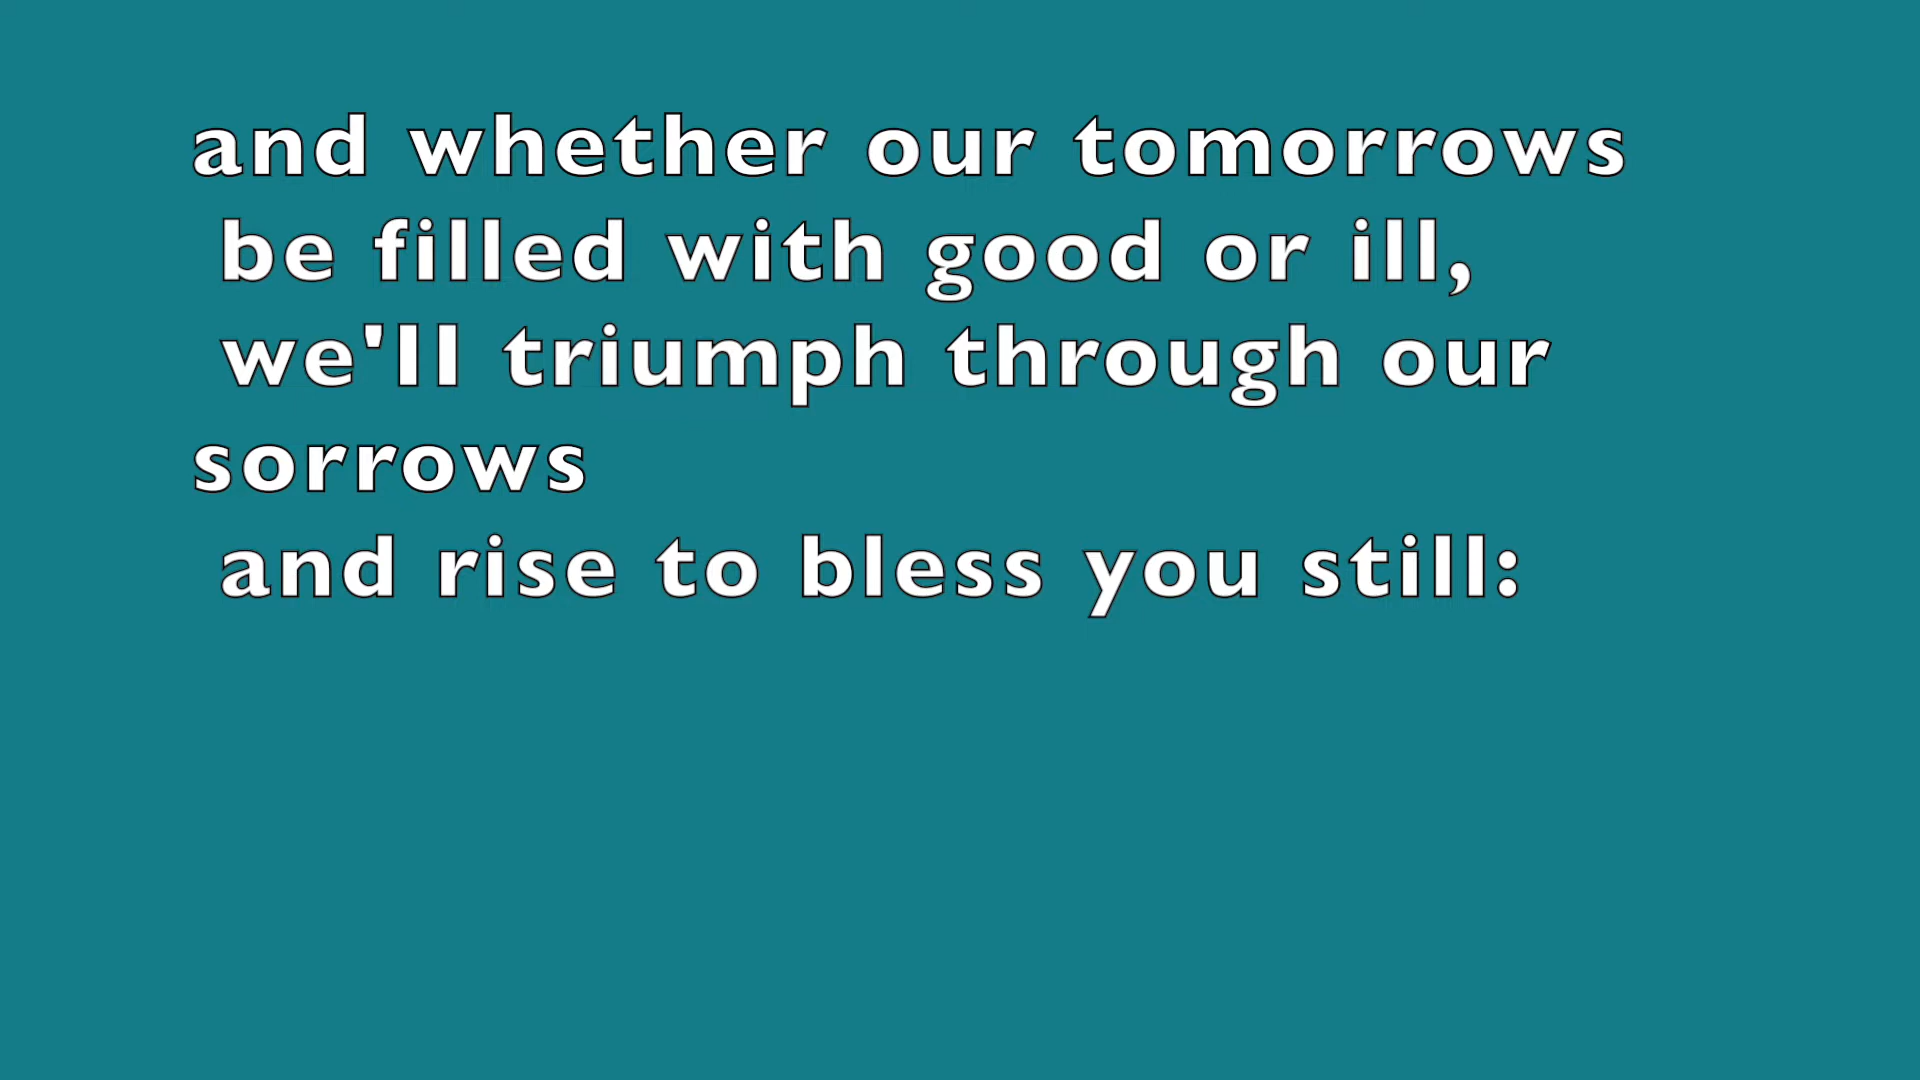 and whether our tomorrows
be filled with good or ill,
we'll triumph through our
sorrows
and rise to bless you still: